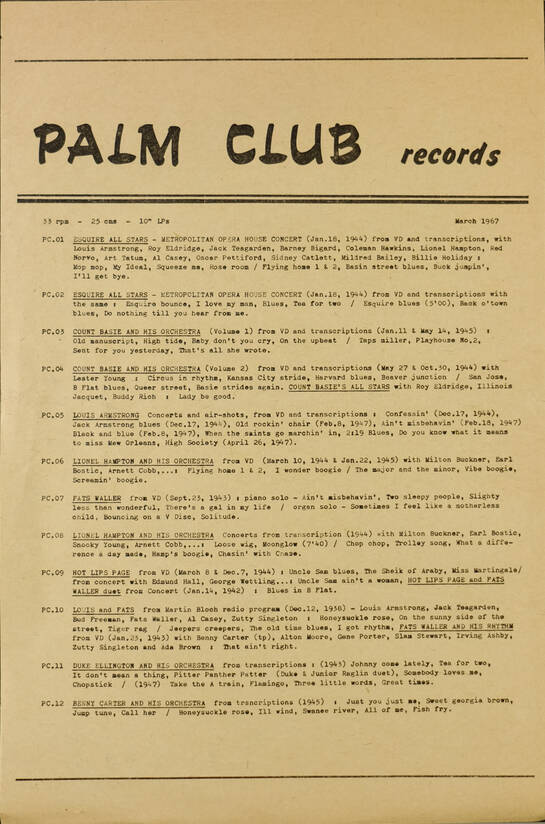 PALM CLUB records
33 rpm - 25 cms - 10" LPs March 1967
PC.01 ESQUIRE ALL STARS - METROPOLITAN OPERA HOUSE CONCERT (Jan.18, 1944) from VD and transcriptions, with
Louis Armstrong, Roy Eldridge, Jack Teagarden, Barney Bigard, Coleman Hawkins, Lionel Hampton, Red
Norvo, Art Tatum, Al Casey, Oscar Pettiford, Sidney Catlett, Mildred Bailey, Billie Holiday :
Mop mop, My Ideal, Squeeze me, Rose room / Flying home 1 & 2, Basin street blues, Buck jumpin',
I'll get bye.
PC.02 ESQUIRE ALL STARS - METROPOLITAN OPERA HOUSE CONCERT (Jan.18, 1944) from VD and transcriptions with
the same : Esquire bounce, I love my man, Blues, Tea for two / Esquire blues (5'00), Back o'town
blues, Do nothing till you hear from me.
PC.03 COUNT BASIE AND HIS ORCHESTRA (Volume 1) from VD and transcriptions (Jan.11 & May 14, 1945) :
Old manuscript, High tide, Baby don't you cry, On the upbeat / Taps miller, Playhouse No.2,
Sent for you yesterday, That's all she wrote.
PC.04 COUNT BASIE AND HIS ORCHESTRA (Volume 2) from VD and transcriptions (May 27 & Oct.30, 1944) with
Lester Young : Circus in rhythm, Kansas City stride, Harvard blues, Beaver junction / San Jose,
8 Flat blues, Queer street, Basie strides again. COUNT BASIE'S ALL STARS with Roy Eldridge, Illinois
Jacquet, Buddy Rich : Lady be good.
PC.05 LOUIS ARMSTRONG Concerts and air-shots, from VD and transcriptions : Confessin' (Dec.17, 1944),
Jack Armstrong blues (Dec.17, 1944), Old rockin' chair (Feb.8, 1947), Ain't misbehavin' (Feb.18, 1947)
Black and blue (Feb.8, 1947), When the saints go marchin' in, 2:19 Blues, Do you know what it means
to miss New Orleans, High Society (April 26, 1947).
PC.06 LIONEL HAMPTON AND HIS ORCHESTRA from VD (March 10, 1944 & Jan.22, 1945) with Milton Buckner, Earl
Bostic, Arnett Cobb,...: Flying home 1 & 2, I wonder boogie / The major and the minor, Vibe boogie,
Screamin' boogie.
PC.07 FATS WALLER from VD (Sept.23, 1943) : piano solo - Ain't misbehavin', Two sleepy people, Slighty
less than wonderful, There's a gal in my life / organ solo - Sometimes I feel like a motherless
child, Bouncing on a V Disc, Solitude.
PC.08 LIONEL HAMPTON AND HIS ORCHESTRA Concerts from transcription (1944) with Milton Buckner, Earl Bostic,
Snooky Young, Arnett Cobb,...: Loose wig, Moonglow (7'40) / Chop chop, Trolley song, What a diffe-
rence a day made, Hamp's boogie, Chasin' with Chase.
PC.09 HOT LIPS PAGE from VD (March 8 & Dec.7, 1944) : Uncle Sam blues, The Sheik of Araby, Miss Martingale/
from concert with Edmund Hall, George Wettling...: Uncle Sam ain't a woman, HOT LIPS PAGE and FATS
WALLER duet from Concert (Jan.14, 1942) : Blues in B Flat.
PC.10 LOUIS and FATS from Martin Bloch radio program (Dec.12, 1938) - Louis Armstrong, Jack Teagarden,
Bud Freeman, Fats Waller, Al Casey, Zutty Singleton : Honeysuckle rose, On the sunny side of the
street, Tiger rag / Jeepers creepers, The old time blues, I got rhythm, FATS WALLER AND HIS RHYTHM
from VD (Jan.23, 1943) with Benny Carter (tp), Alton Moore, Gene Porter, Slam Stewart, Irving Ashby,
Zutty Singleton and Ada Brown : That ain't right.
PC.11 DUKE ELLINGTON AND HIS ORCHESTRA from transcriptions : (1943) Johnny come lately, Tea for two,
It don't mean a thing, Pitter Panther Patter (Duke & Junior Raglin duet), Somebody loves me,
Chopstick / (1947) Take the A train, Flamingo, Three little words, Great times.
PC.12 BENNY CARTER AND HIS ORCHESTRA from transcriptions (1945) : Just you just me, Sweet georgia brown,
Jump tune, Call her / Honeysuckle rose, Ill wind, Swanee river, All of me, Fish fry.